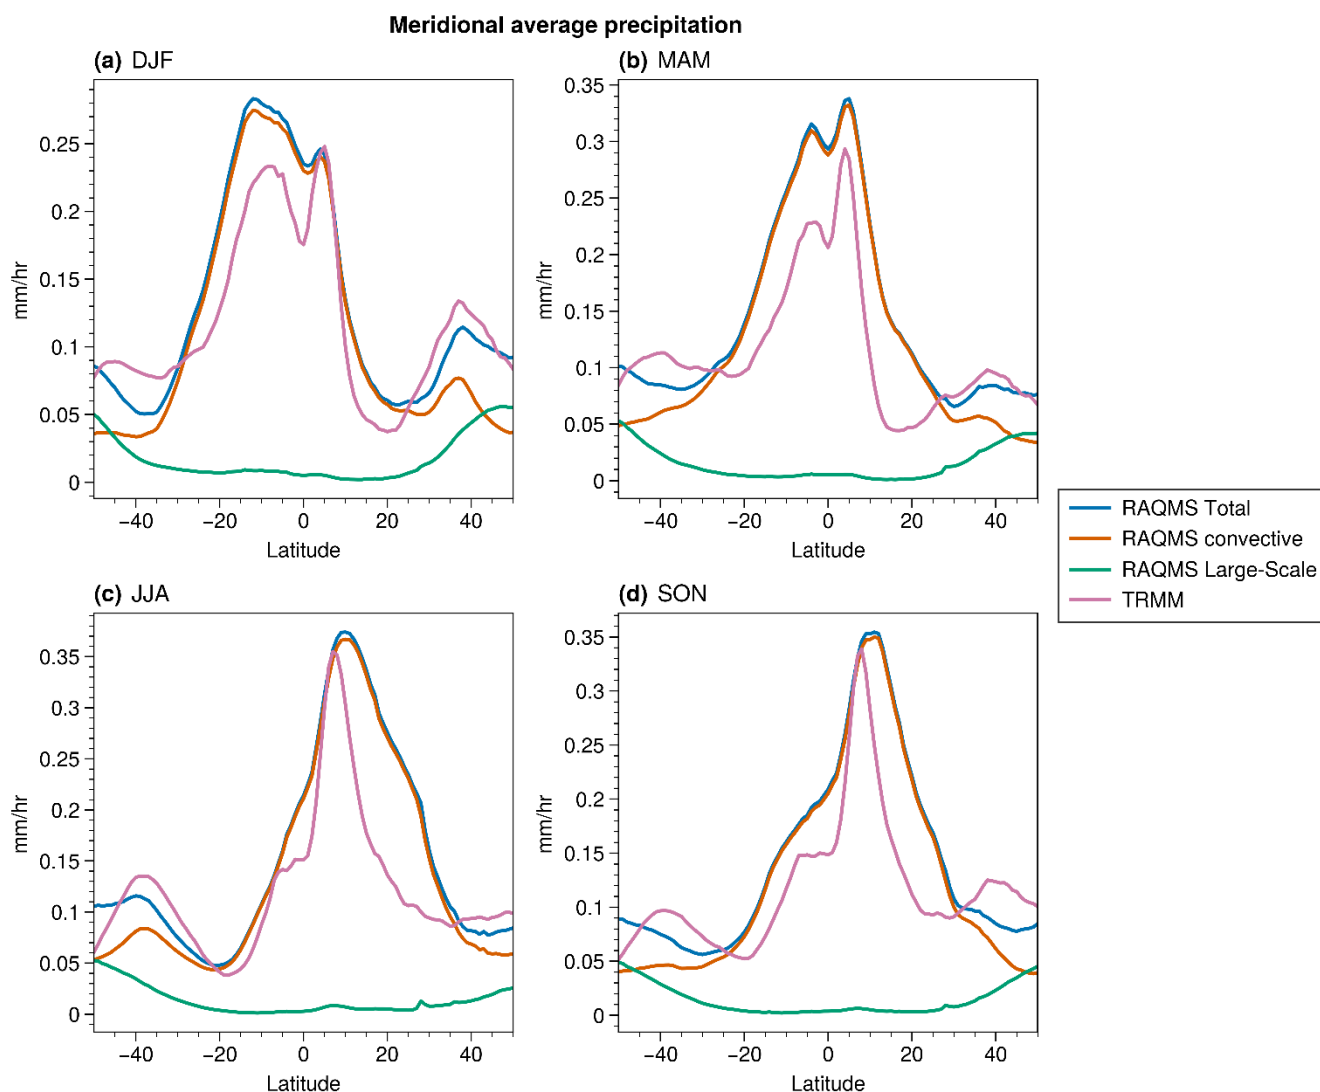 Meridional average precipitation
(a) DJF
(b) MAM
0.25
0.2
0.15
0.1
0.05
0
mm/hr
−40 −20 0 20 40
Latitude
0.35
0.3
0.25
0.2
0.15
0.1
0.05
0
mm/hr
−40 −20 0 20 40
Latitude
RAQMS Total
RAQMS convective
RAQMS Large-Scale
TRMM
(c) JJA
(d) SON
0.35
0.3
0.25
0.2
0.15
0.1
0.05
0
mm/hr
−40 −20 0 20 40
Latitude
0.35
0.3
0.25
0.2
0.15
0.1
0.05
0
mm/hr
−40 −20 0 20 40
Latitude